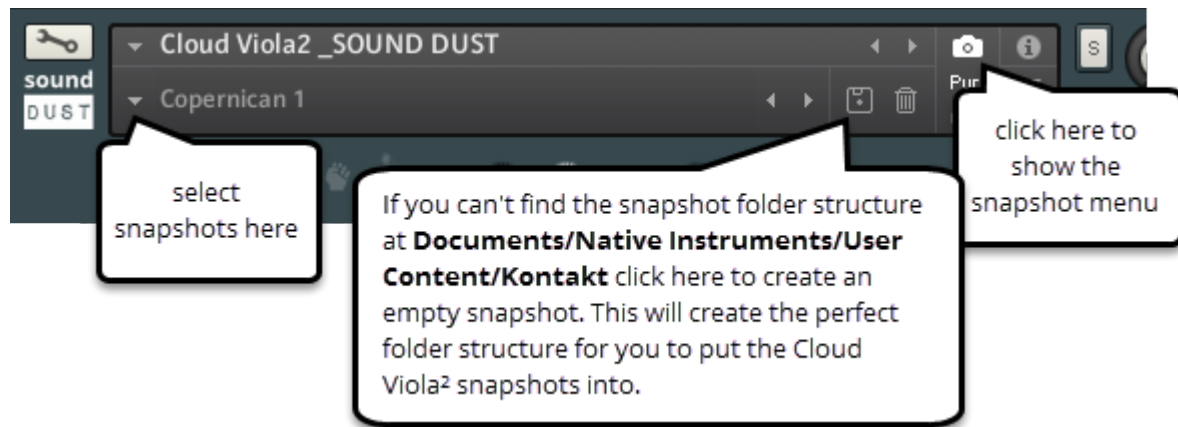 Cloud Viola2 _SOUND DUST
S
sound
DUST
Copernican 1
select
snapshots here
If you can't find the snapshot folder structure
at Documents/Native Instruments/User
Content/Kontakt click here to create an
empty snapshot. This will create the perfect
folder structure for you to put the Cloud
Viola² snapshots into.
click here to
show the
snapshot menu